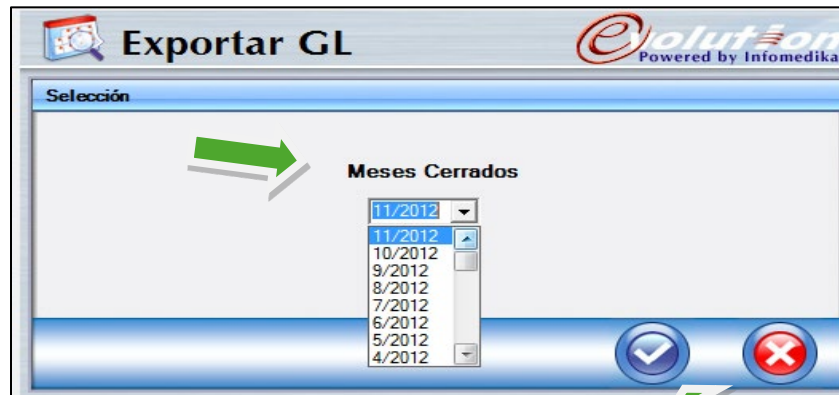 Exportar GL
evolution
Powered by Infomedika
Selección
Meses Cerrados
11/2012
11/2012
10/2012
9/2012
8/2012
7/2012
6/2012
5/2012
4/2012